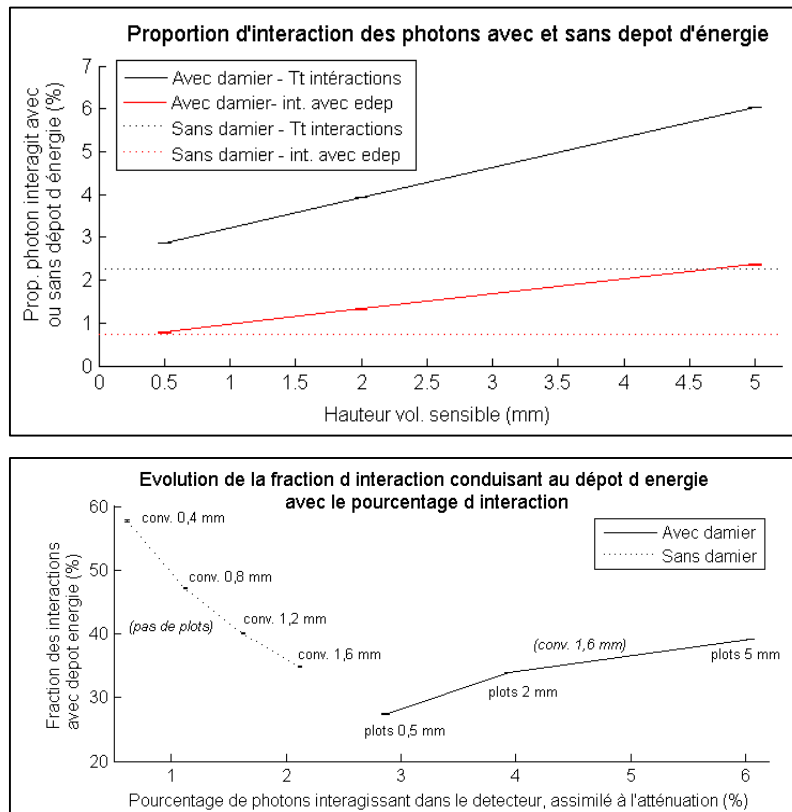 Proportion d'interaction des photons avec et sans depot d'énergie
Prop. photon interagit avec
ou sans dépot d énergie (%)
7
6
5
4
3
2
1
0
Avec damier - Tt intéractions
Avec damier- int. avec edep
Sans damier - Tt interactions
Sans damier - int. avec edep
0 0.5 1 1.5 2 2.5 3 3.5 4 4.5 5
Hauteur vol. sensible (mm)
Evolution de la fraction d interaction conduisant au dépot d energie
avec le pourcentage d interaction
Fraction des interactions
avec depot energie (%)
60
50
40
30
20
Avec damier
Sans damier
conv. 0,4 mm
conv. 0,8 mm
(pas de plots)
conv. 1,2 mm
conv. 1,6 mm
(conv. 1,6 mm)
plots 0,5 mm
plots 2 mm
plots 5 mm
1 2 3 4 5 6
Pourcentage de photons interagissant dans le detecteur, assimilé à l'atténuation (%)